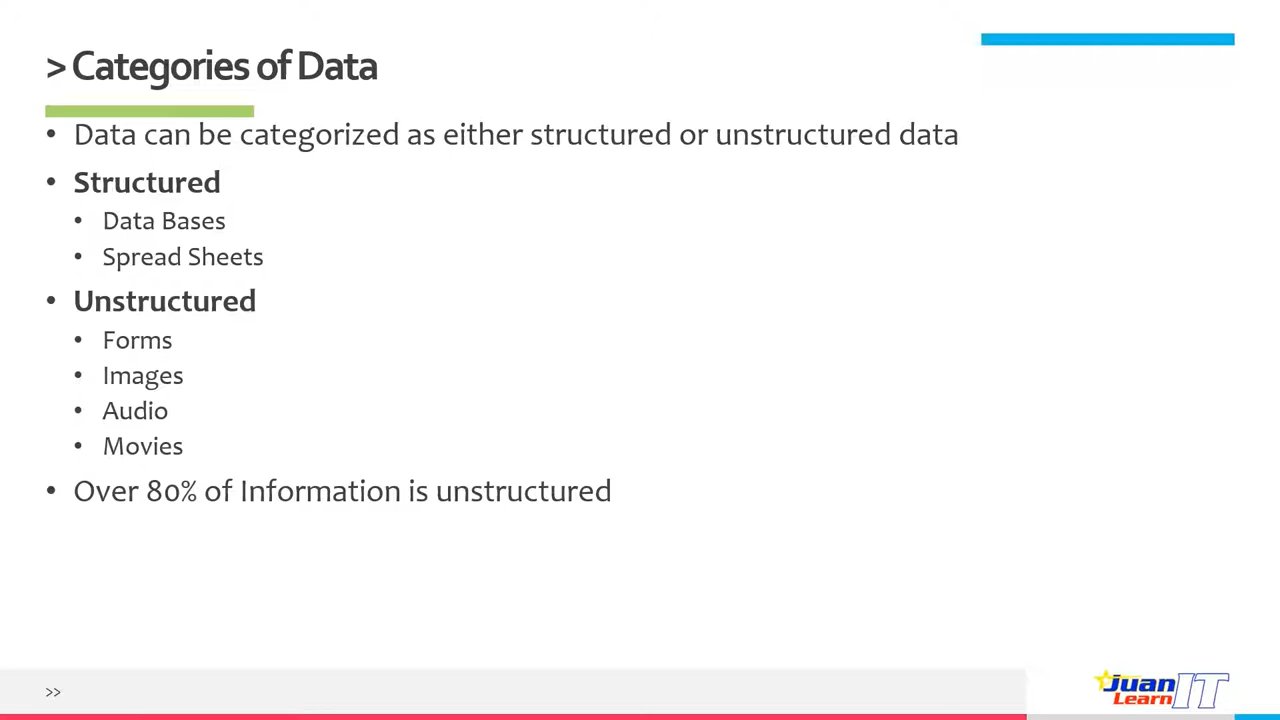 > Categories of Data
• Data can be categorized as either structured or unstructured data
• Structured
• Data Bases
• Spread Sheets
• Unstructured
• Forms
• Images
• Audio
• Movies
• Over 80% of Information is unstructured
>>
Juan
Learn IT